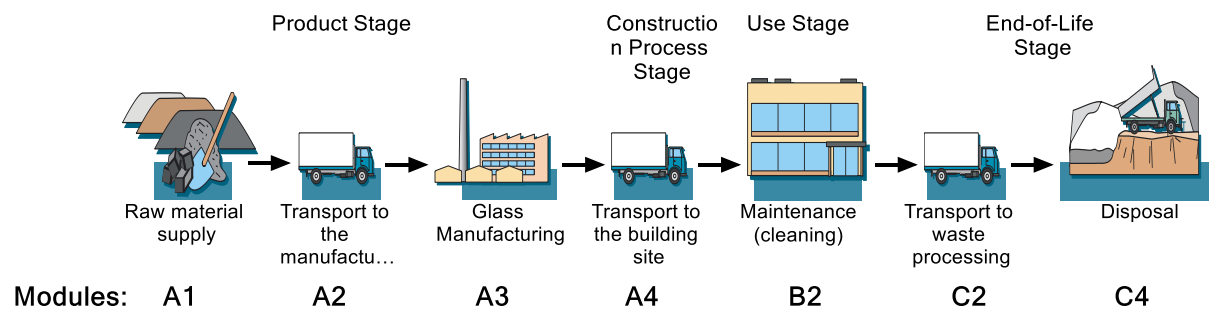 Product Stage
Constructio
n Process
Stage
Use Stage
End-of-Life
Stage
Raw material
supply
Transport to
the
manufactu…
Glass
Manufacturing
Transport to
the building
site
Maintenance
(cleaning)
Transport to
waste
processing
Disposal
Modules: A1 A2 A3 A4 B2 C2 C4